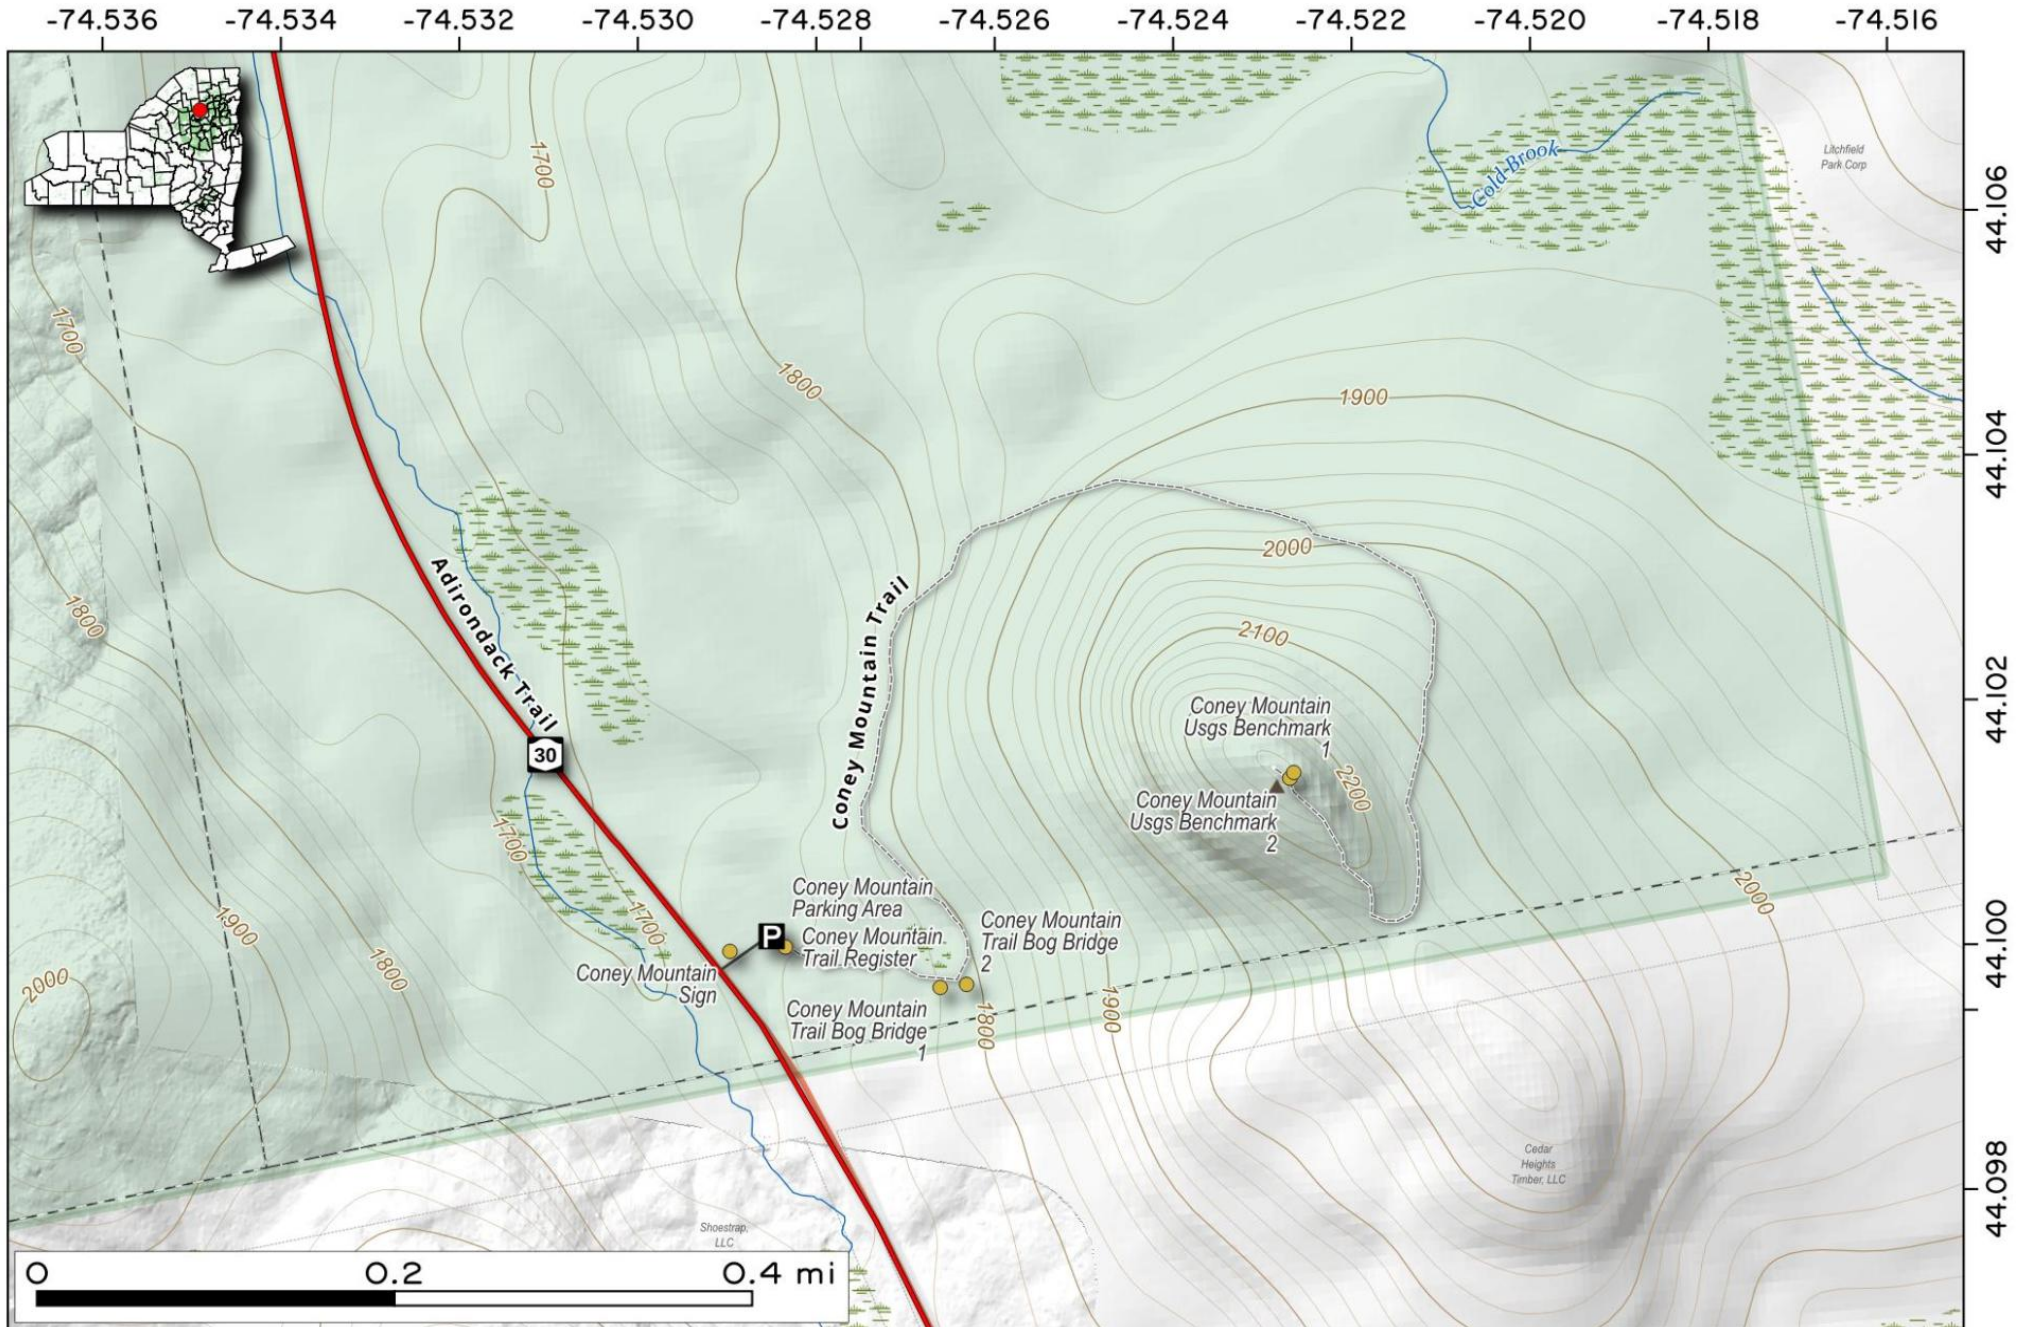 -74.536 -74.534 -74.532 -74.530 -74.528 -74.526 -74.524 -74.522 -74.520 -74.518 -74.516
Litchfield
Park Corp
Cold Brook
1700
44.106
1700
1800
1900
44.104
2000
Adirondack Trail
Coney Mountain Trail
1800
2100
44.102
Coney Mountain
Usgs Benchmark
1
30
2200
Coney Mountain
Usgs Benchmark
2
1700
Coney Mountain
Parking Area
2000
1900
1700
P
Coney Mountain
Trail Register
Coney Mountain
Trail Bog Bridge
2
44.100
1800
Coney Mountain
Sign
2000
Coney Mountain
Trail Bog Bridge
1
1800
1900
Cedar
Heights
Timber, LLC
44.098
Shoestrap,
LLC
0 0.2 0.4 mi